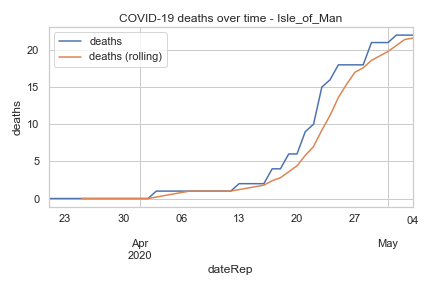 COVID-19 deaths over time - Isle_of_Man
deaths
deaths (rolling)
deaths
20
15
10
5
0
23 30 06 13 20 27 04
Apr May
2020
dateRep